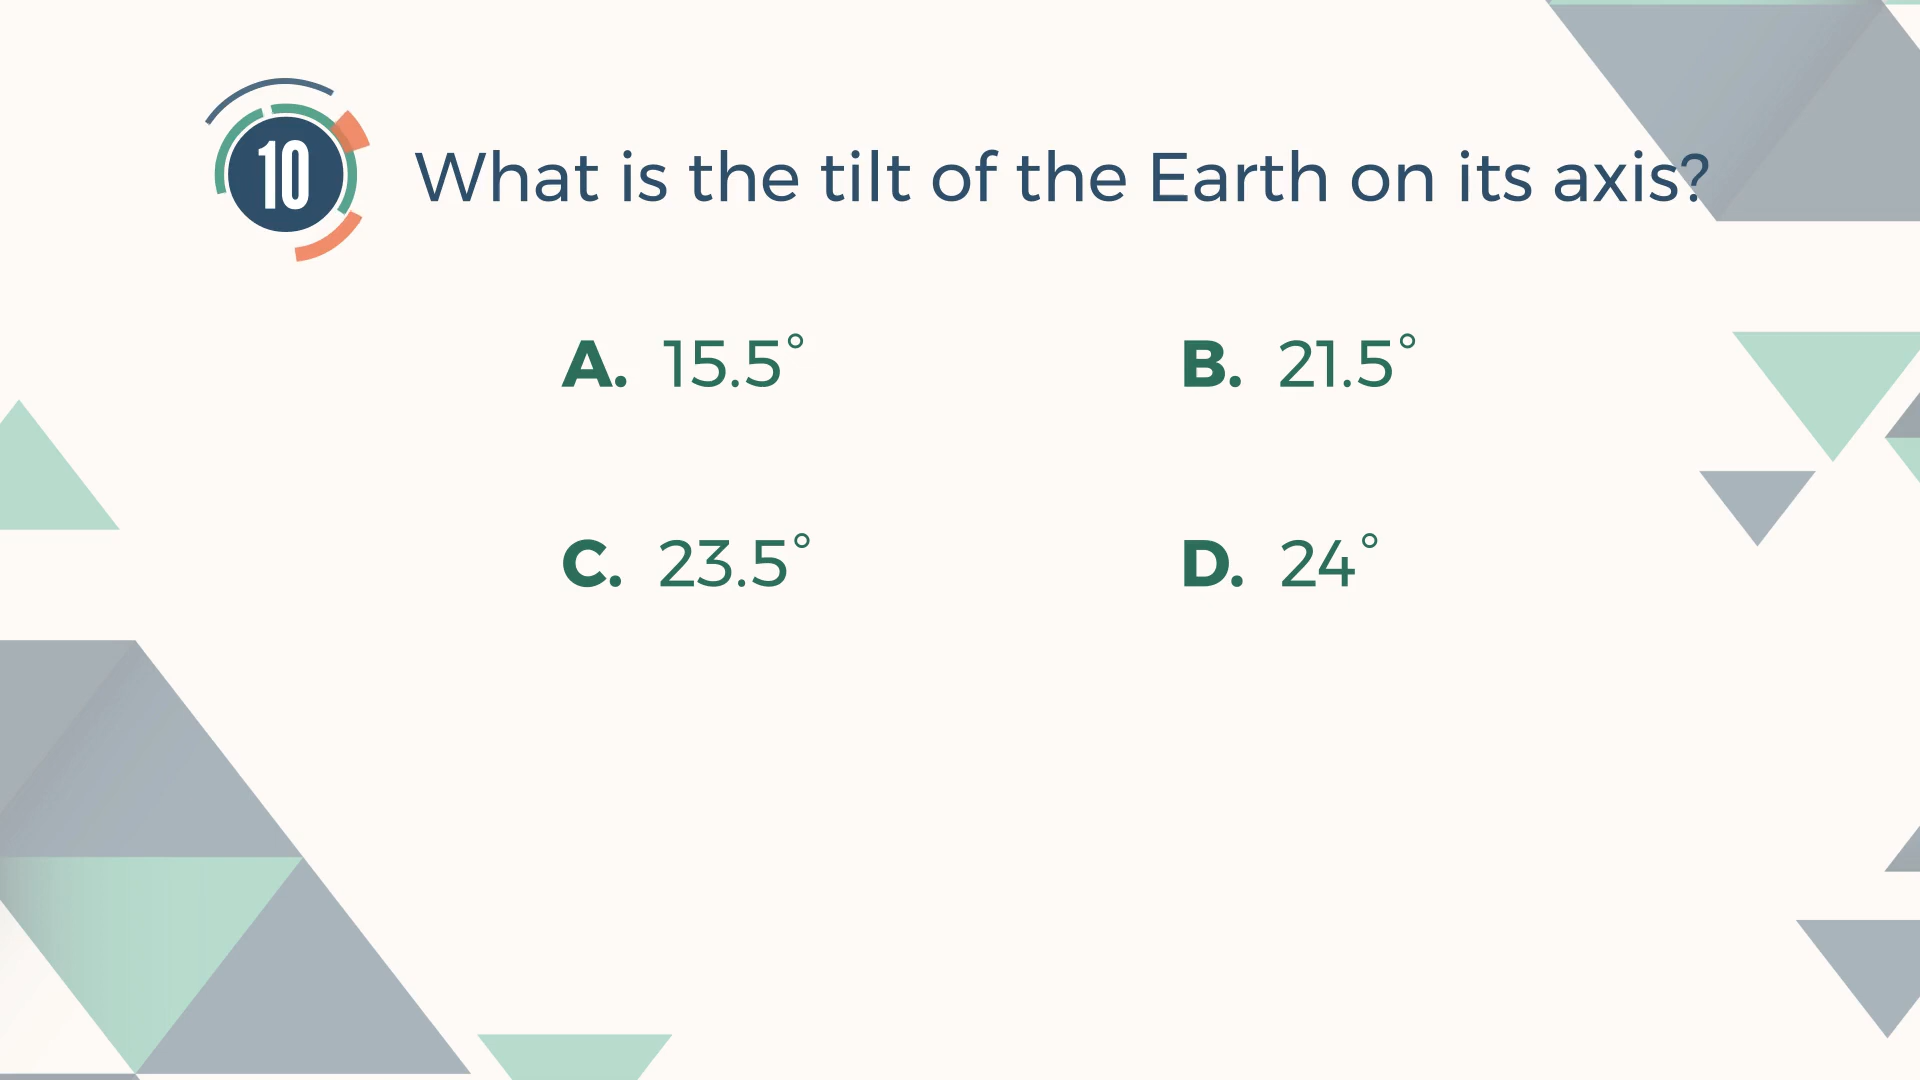 10
What is the tilt of the Earth on its axis?
A. 15.5°
B. 21.5°
C. 23.5°
D. 24°